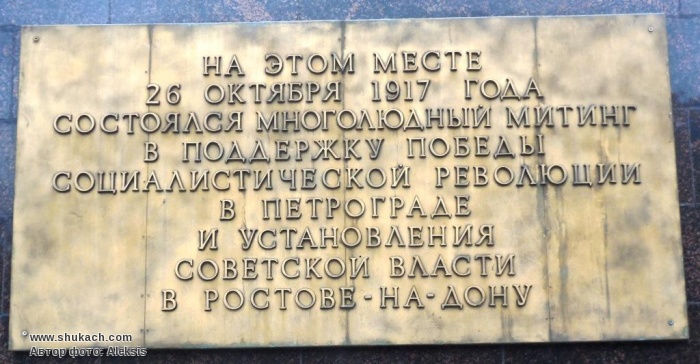 НА ЭТОМ МЕСТЕ
26 ОКТЯБРЯ 1917 ГОДА
СОСТОЯЛСЯ МНОГОЛЮДНЫЙ МИТИНГ
В ПОДДЕРЖКУ ПОБЕДЫ
СОЦИАЛИСТИЧЕСКОЙ РЕВОЛЮЦИИ
В ПЕТРОГРАДЕ
И УСТАНОВЛЕНИЯ
СОВЕТСКОЙ ВЛАСТИ
В РОСТОВЕ-НА-ДОНУ
www.shukach.com
Автор фото: Aleksis